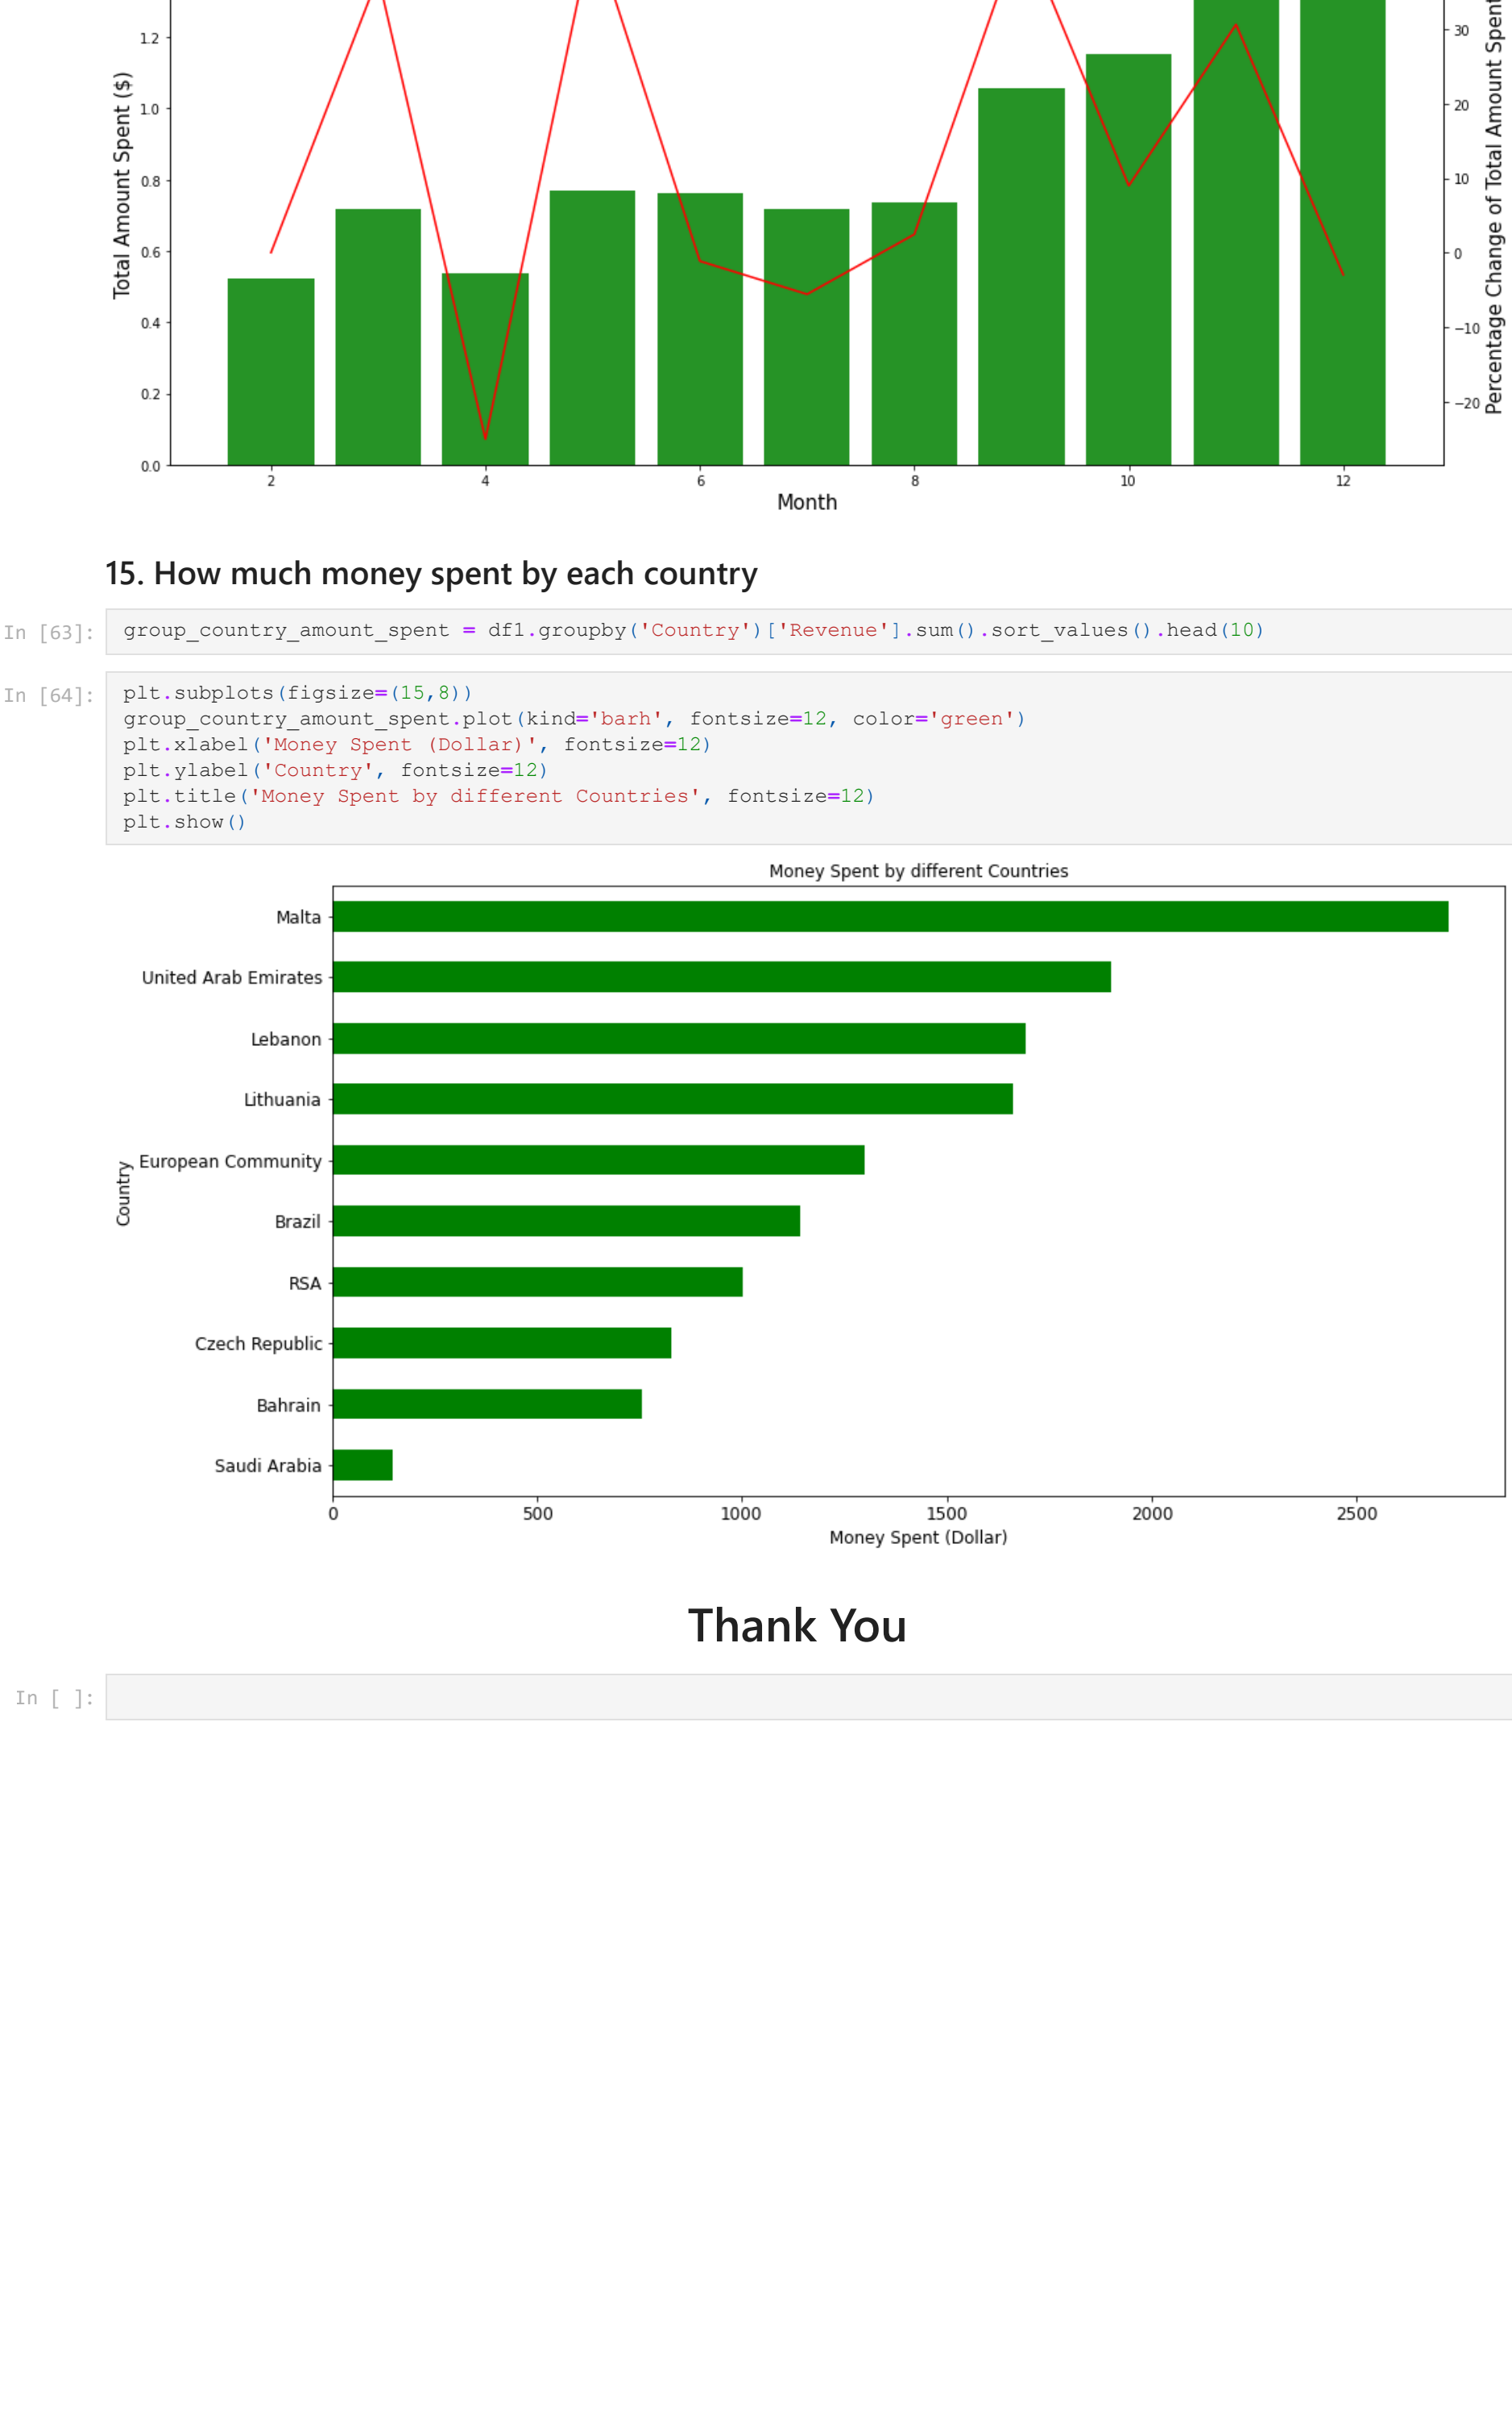 1.2
1.0
0.8
0.6
0.4
0.2
0.0
Total Amount Spent ($)
30
20
10
0
−10
−20
Percentage Change of Total Amount Spent
2 4 6 8 10 12
Month
15. How much money spent by each country
In [63]: group_country_amount_spent = df1.groupby('Country')['Revenue'].sum().sort_values().head(10)
In [64]: plt.subplots(figsize=(15,8))
group_country_amount_spent.plot(kind='barh', fontsize=12, color='green')
plt.xlabel('Money Spent (Dollar)', fontsize=12)
plt.ylabel('Country', fontsize=12)
plt.title('Money Spent by different Countries', fontsize=12)
plt.show()
Money Spent by different Countries
Malta
United Arab Emirates
Lebanon
Lithuania
European Community
Brazil
RSA
Czech Republic
Bahrain
Saudi Arabia
Country
0 500 1000 1500 2000 2500
Money Spent (Dollar)
Thank You
In [ ]: